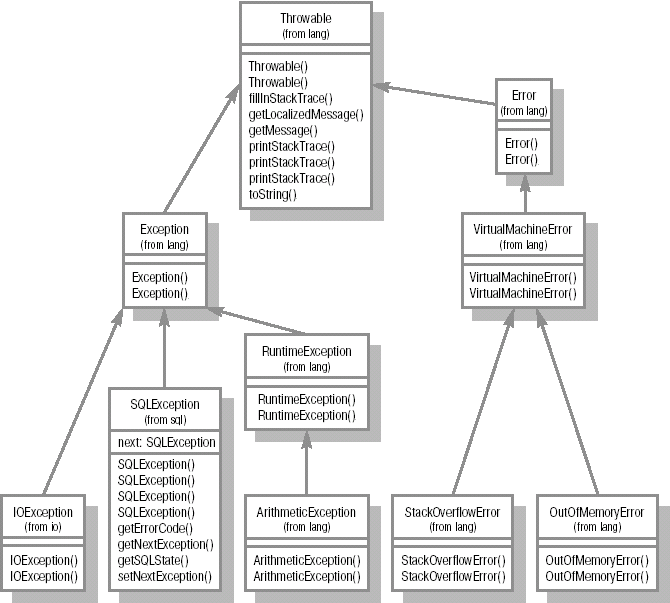 Throwable
(from lang)
Throwable()
Throwable()
fillInStackTrace()
getLocalizedMessage()
getMessage()
printStackTrace()
printStackTrace()
printStackTrace()
toString()
Error
(from lang)
Error()
Error()
Exception
(from lang)
Exception()
Exception()
VirtualMachineError
(from lang)
VirtualMachineError()
VirtualMachineError()
RuntimeException
(from lang)
RuntimeException()
RuntimeException()
SQLException
(from sql)
next: SQLException
SQLException()
SQLException()
SQLException()
SQLException()
getErrorCode()
getNextException()
getSQLState()
setNextException()
IOException
(from io)
IOException()
IOException()
ArithmeticException
(from lang)
ArithmeticException()
ArithmeticException()
StackOverflowError
(from lang)
StackOverflowError()
StackOverflowError()
OutOfMemoryError
(from lang)
OutOfMemoryError()
OutOfMemoryError()